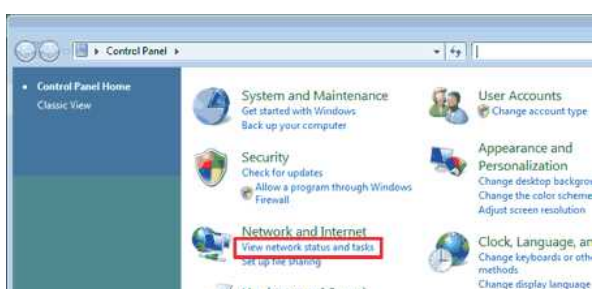 Control Panel
Control Panel Home
Classic View
System and Maintenance
Get started with Windows
Back up your computer
Security
Check for updates
Allow a program through Windows
Firewall
Network and Internet
View network status and tasks
Set up file sharing
User Accounts
Change account type
Appearance and
Personalization
Change desktop
Change the color scheme
Adjust screen resolution
Clock, Language,
Change keyboards or
methods
Change display language